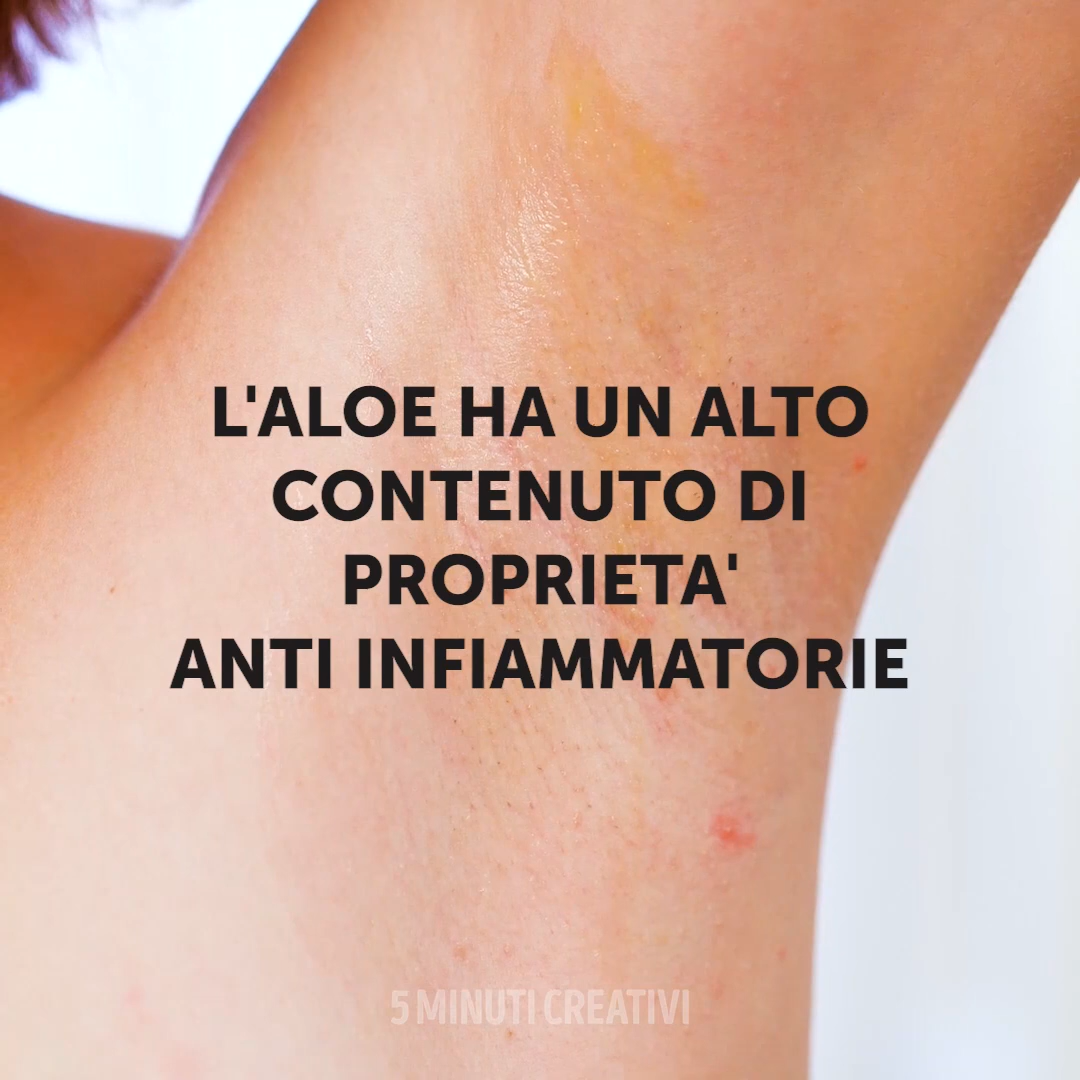 L'ALOE HA UN ALTO
CONTENUTO DI
PROPRIETA'
ANTI INFIAMMATORIE
5 MINUTI CREATIVI